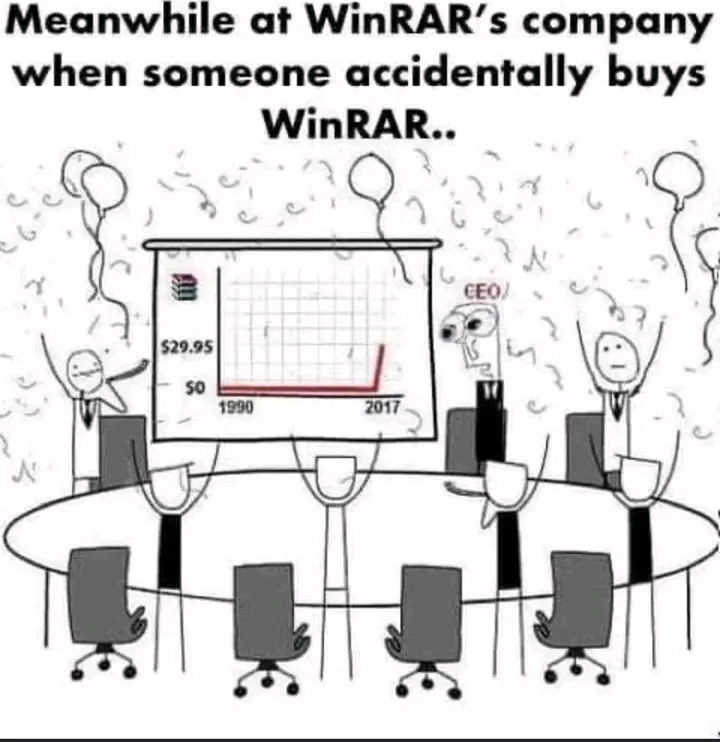 Meanwhile at WinRAR's company
when someone accidentally buys
WinRAR..
CEO/
$29.95
$0
1990
2017